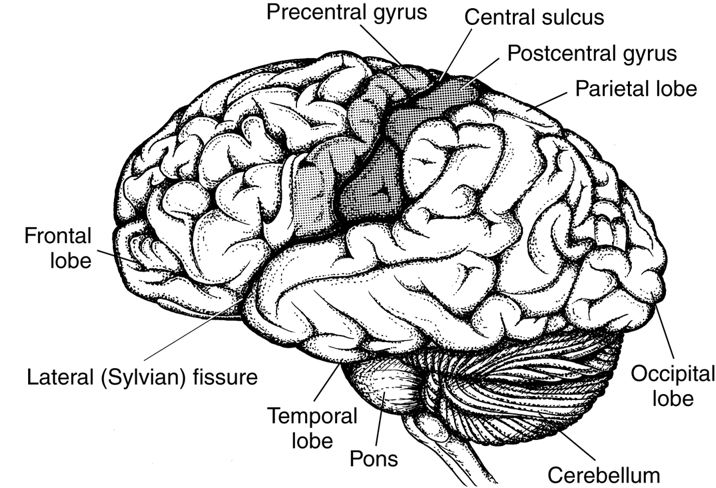 Precentral gyrus
Central sulcus
Postcentral gyrus
Parietal lobe
Frontal
lobe
Lateral (Sylvian) fissure
Temporal
lobe
Pons
Occipital
lobe
Cerebellum